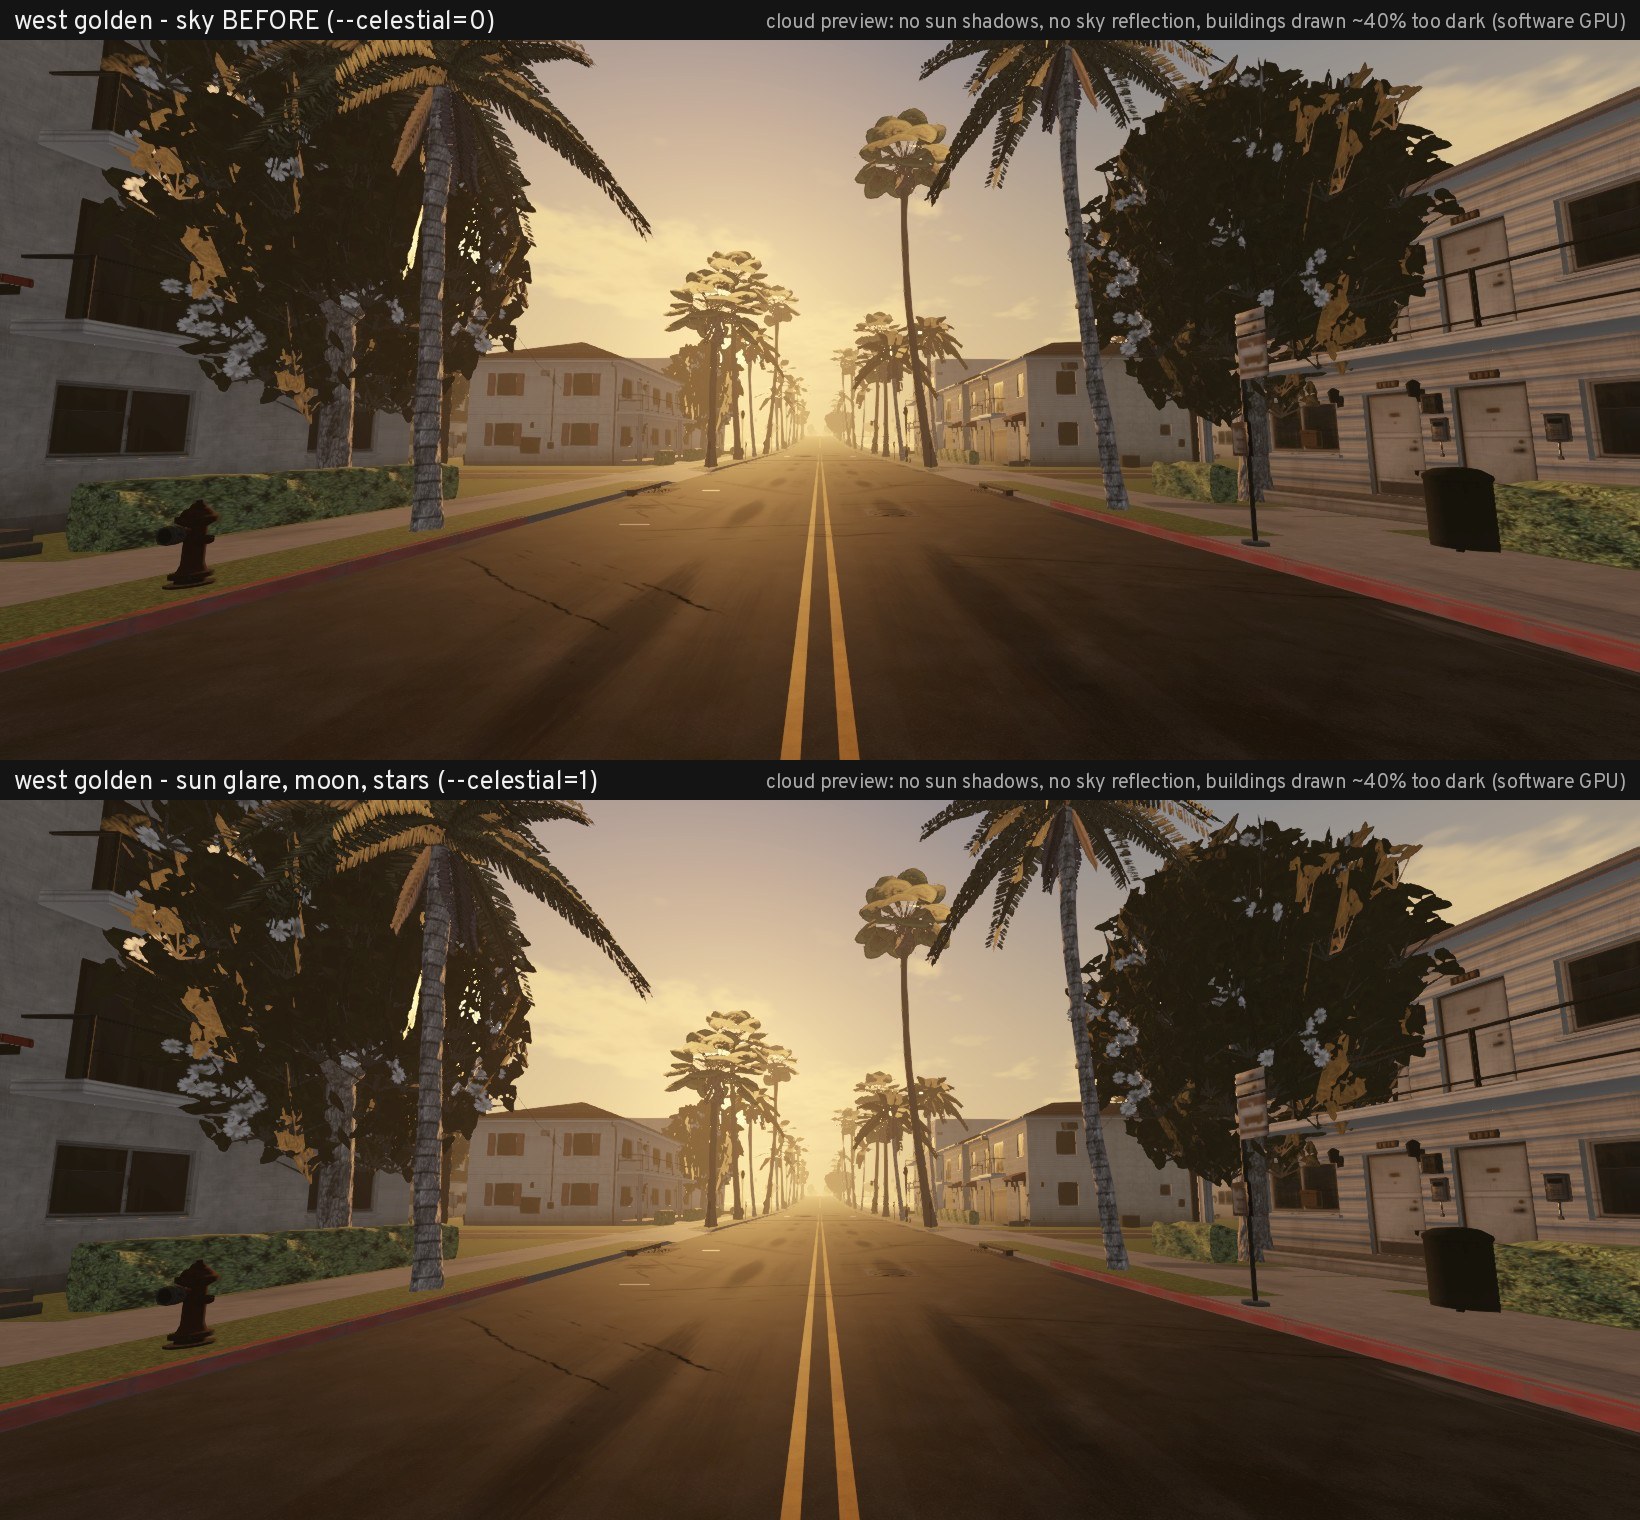 west golden - sky BEFORE (--celestial=0)
cloud preview: no sun shadows, no sky reflection, buildings drawn ~40% too dark (software GPU)
west golden - sun glare, moon, stars (--celestial=1)
cloud preview: no sun shadows, no sky reflection, buildings drawn ~40% too dark (software GPU)